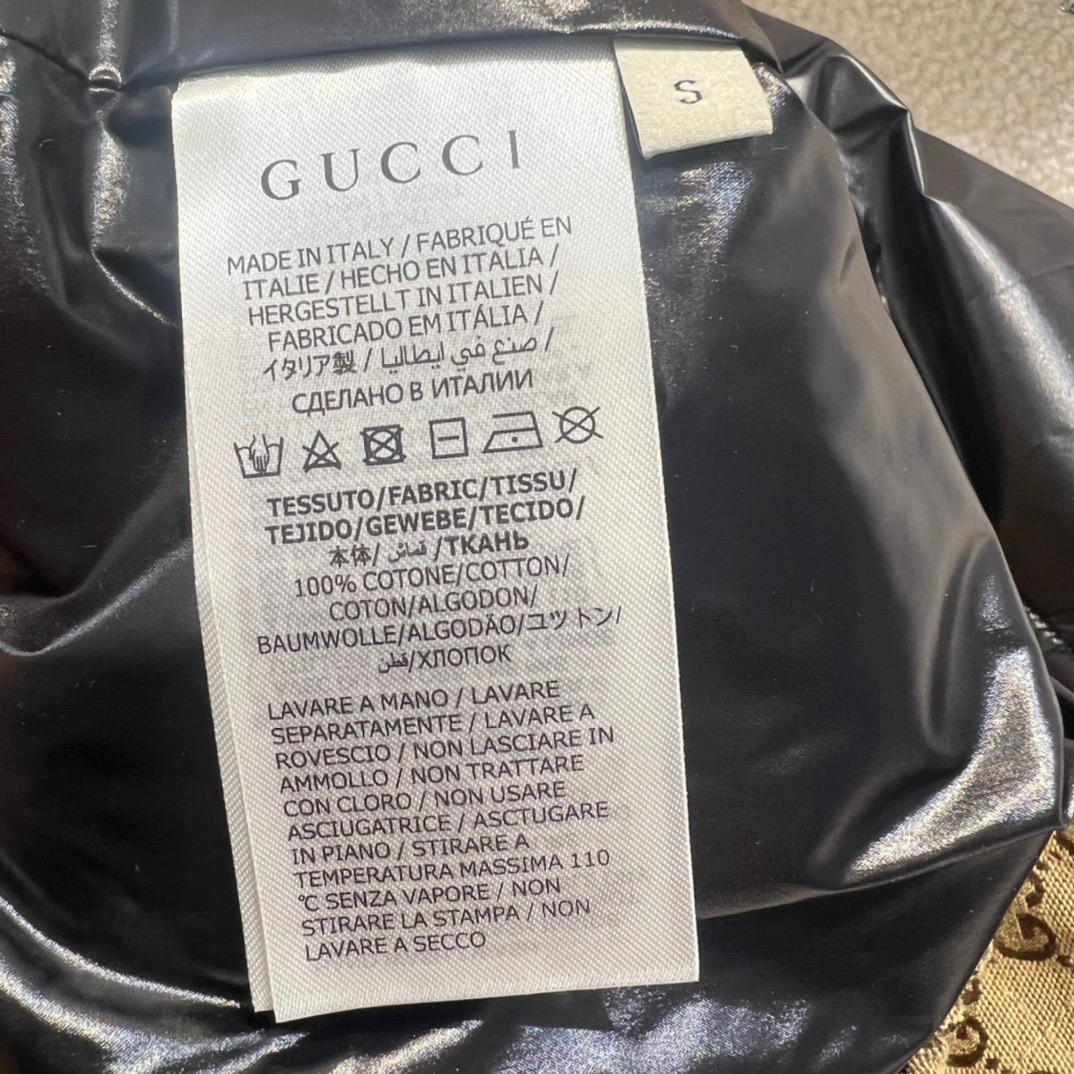 GUCCI
S
MADE IN ITALY / FABRIQUÉ EN
ITALIE / HECHO EN ITALIA /
HERGESTELLT IN ITALIEN /
FABRICADO EM ITÁLIA /
イタリア製 / صنع في ايطاليا /
СДЕЛАНО В ИТАЛИИ
TESSUTO/FABRIC/TISSU/
TEJIDO/GEWEBE/TECIDO/
本体/ قماش /ТКАНЬ
100% COTONE/COTTON/
COTON/ALGODON/
BAUMWOLLE/ALGODÃO/ユツトン/
قطن/ХЛОПОК
LAVARE A MANO / LAVARE
SEPARATAMENTE / LAVARE A
ROVESCIO / NON LASCIARE IN
AMMOLLO / NON TRATTARE
CON CLORO / NON USARE
ASCIUGATRICE / ASCTUGARE
IN PIANO / STIRARE A
TEMPERATURA MASSIMA 110
℃ SENZA VAPORE / NON
STIRARE LA STAMPA / NON
LAVARE A SECCO